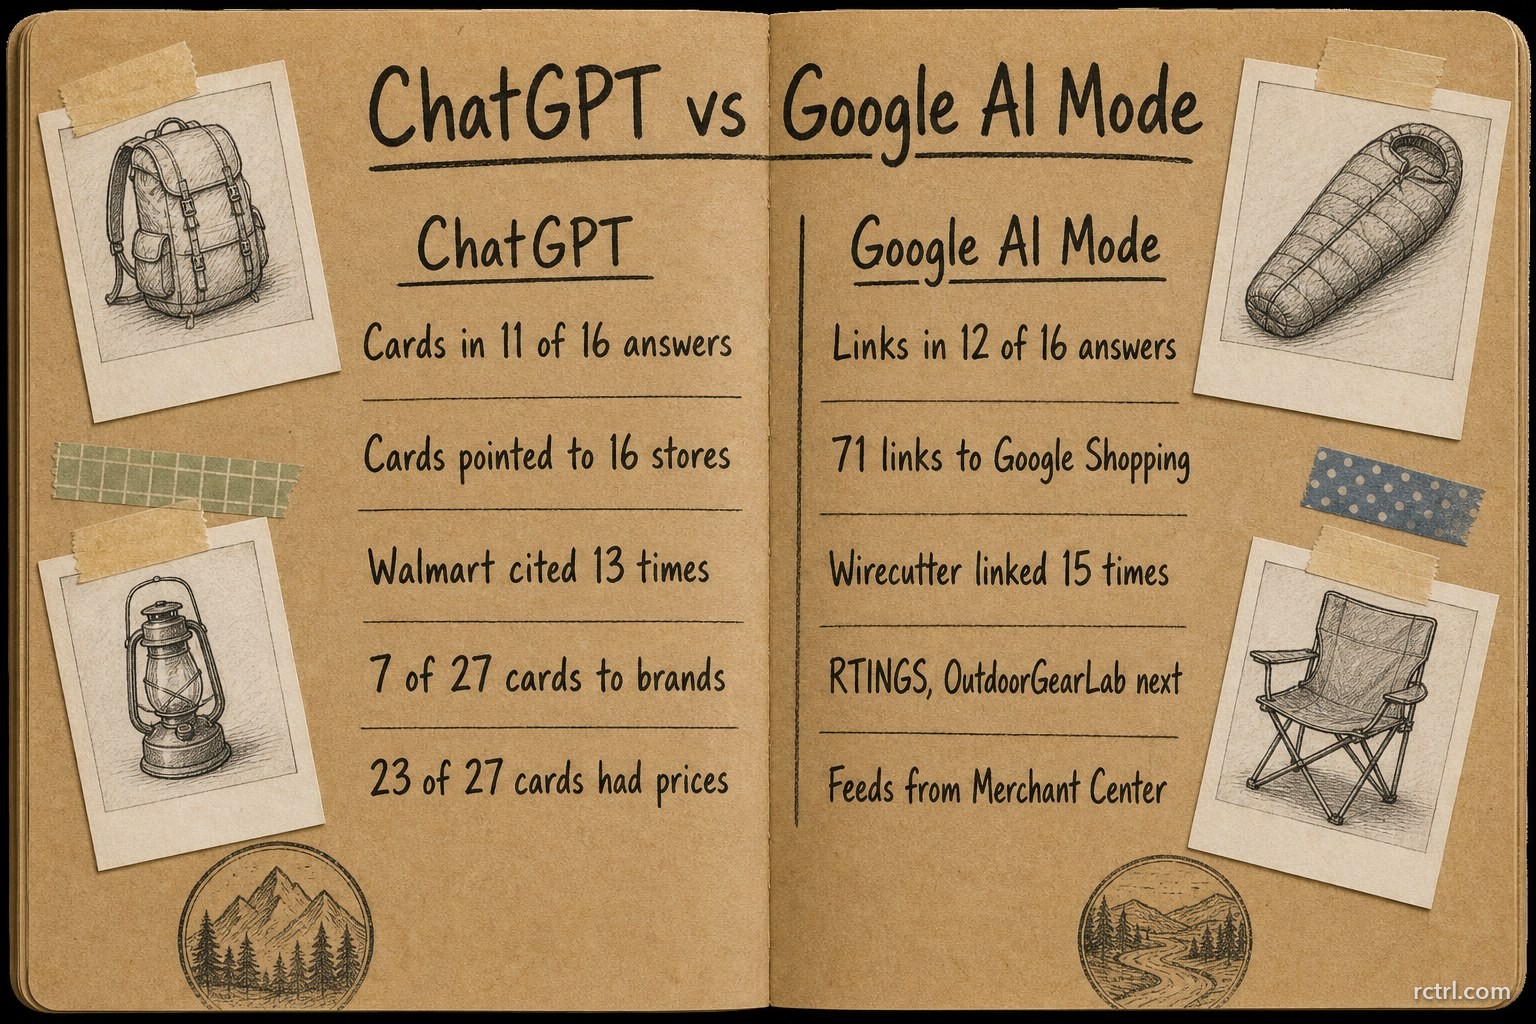 ChatGPT vs Google AI Mode
ChatGPT
Cards in 11 of 16 answers
Cards pointed to 16 stores
Walmart cited 13 times
7 of 27 cards to brands
23 of 27 cards had prices
Google AI Mode
Links in 12 of 16 answers
71 links to Google Shopping
Wirecutter linked 15 times
RTINGS, OutdoorGearLab next
Feeds from Merchant Center
rctrl.com